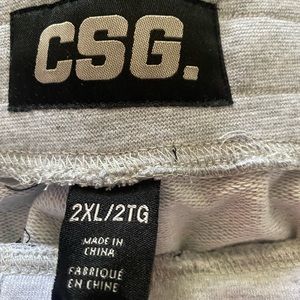 CSG.
2XL/2TG
MADE IN
CHINA
FABRIQUÉ
EN CHINE